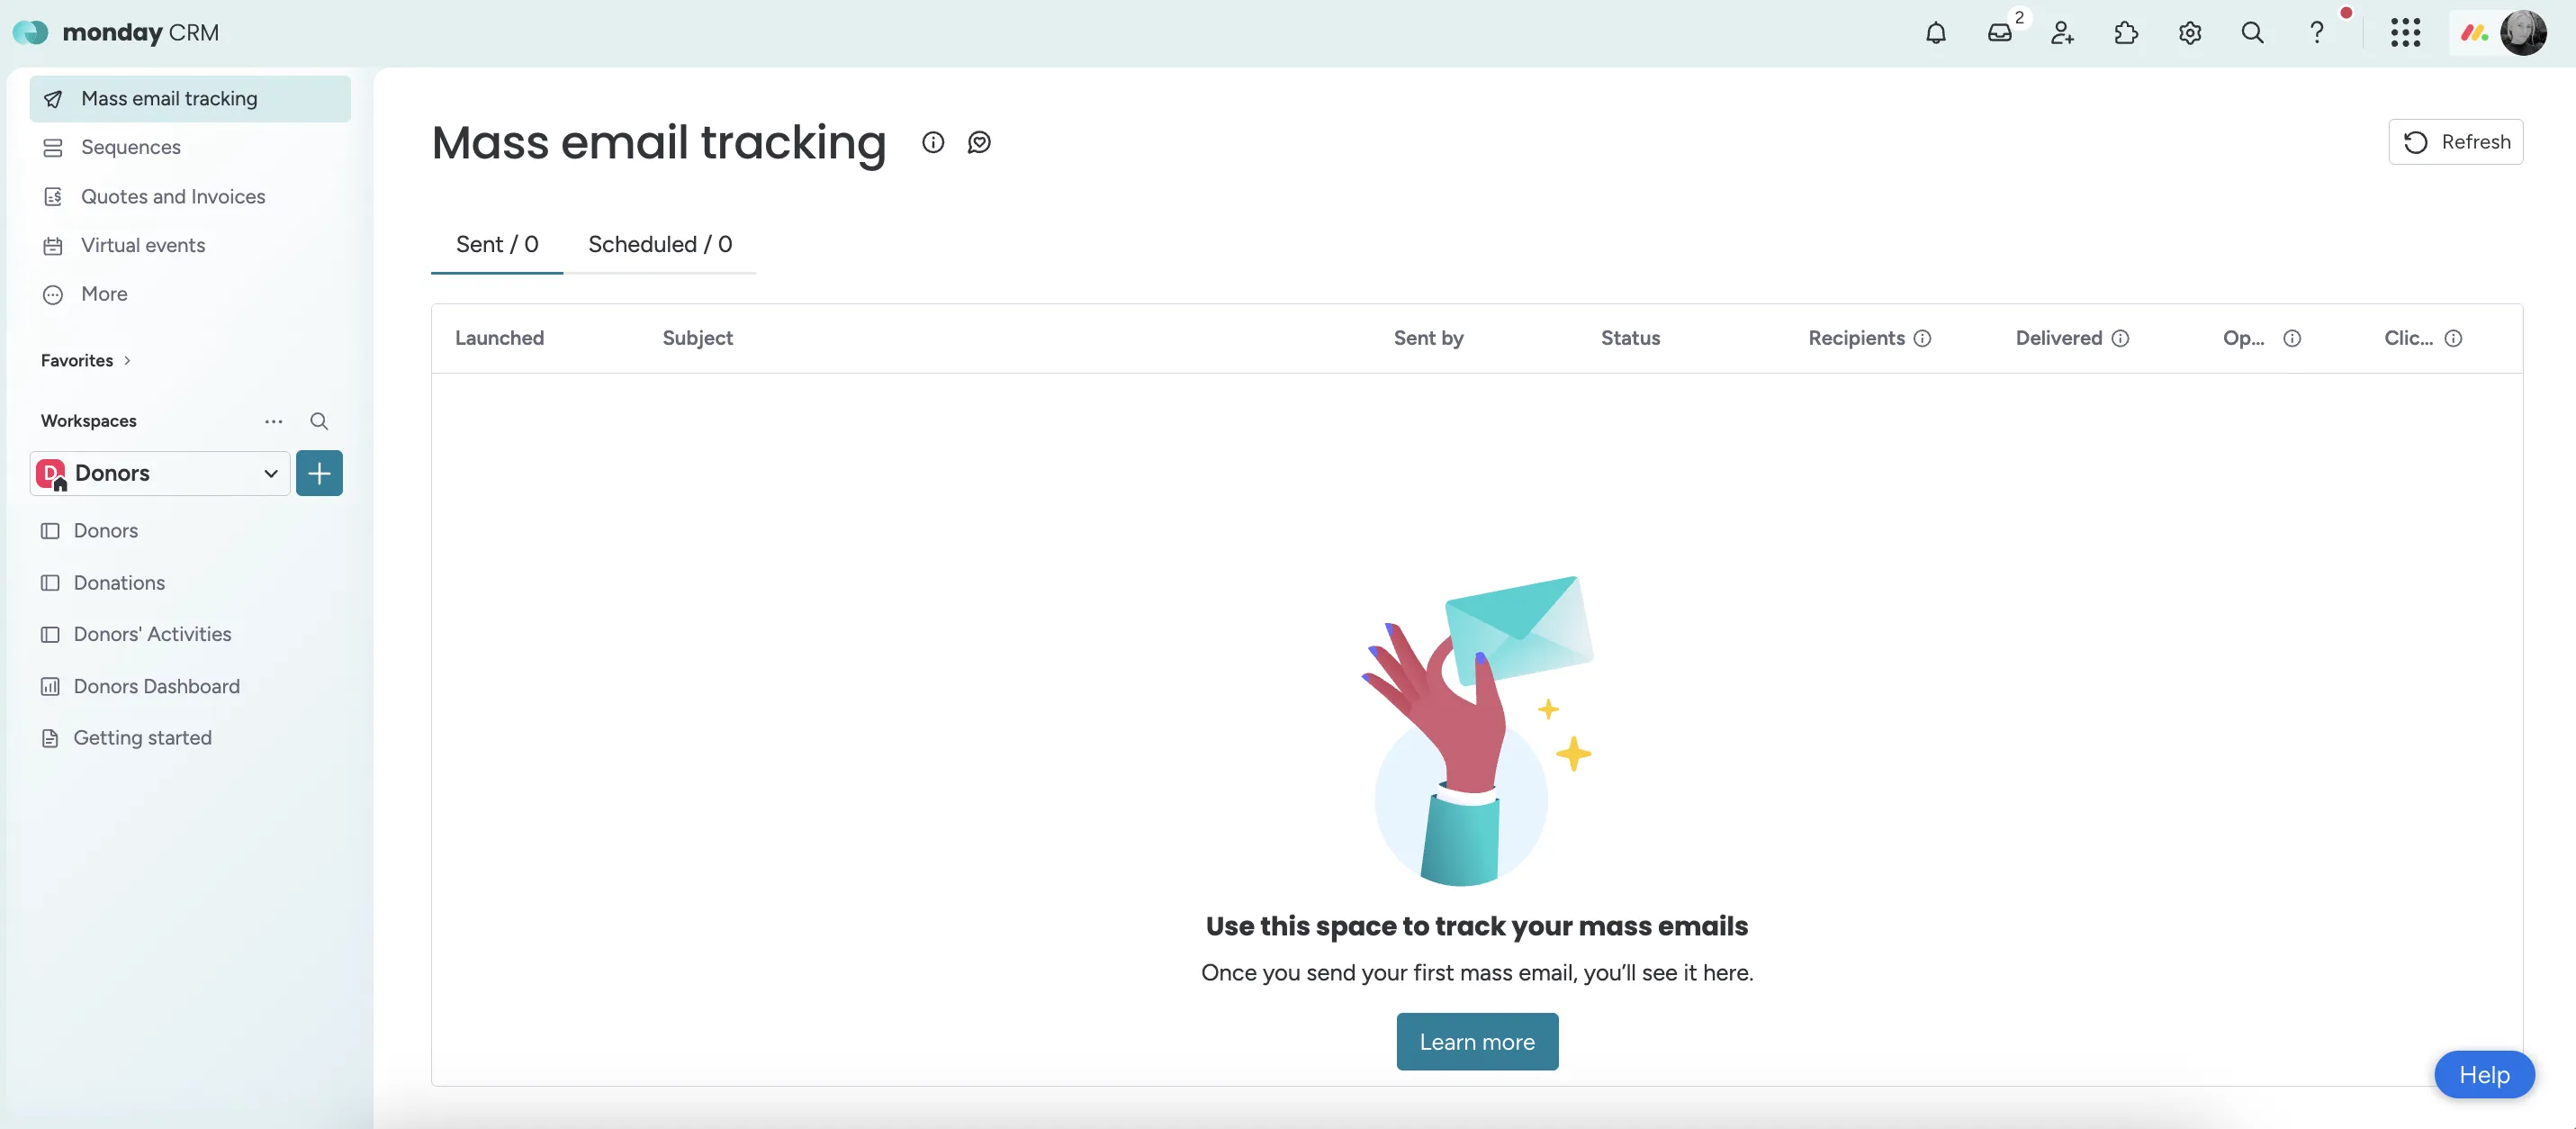 monday CRM
2
?
Mass email tracking
Sequences
Quotes and Invoices
Virtual events
More
Favorites
Workspaces
D Donors
Donors
Donations
Donors' Activities
Donors Dashboard
Getting started
Mass email tracking
Refresh
Sent / 0 Scheduled / 0
Launched Subject Sent by Status Recipients Delivered Op... Clic...
Use this space to track your mass emails
Once you send your first mass email, you’ll see it here.
Learn more
Help